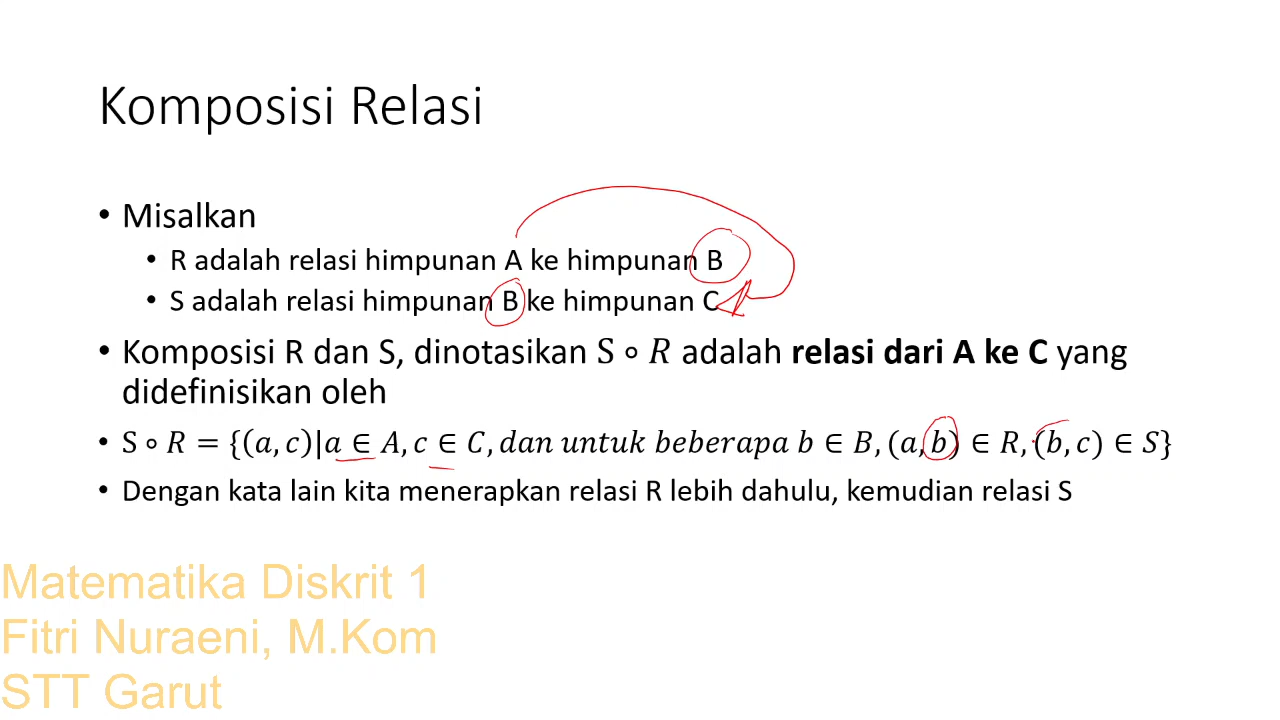 Komposisi Relasi
• Misalkan
• R adalah relasi himpunan A ke himpunan B
• S adalah relasi himpunan B ke himpunan C
• Komposisi R dan S, dinotasikan S ∘ R adalah relasi dari A ke C yang
didefinisikan oleh
• S ∘ R = {(a, c)|a ∈ A, c ∈ C, dan untuk beberapa b ∈ B, (a, b) ∈ R, (b, c) ∈ S}
• Dengan kata lain kita menerapkan relasi R lebih dahulu, kemudian relasi S
Matematika Diskrit 1
Fitri Nuraeni, M.Kom
STT Garut